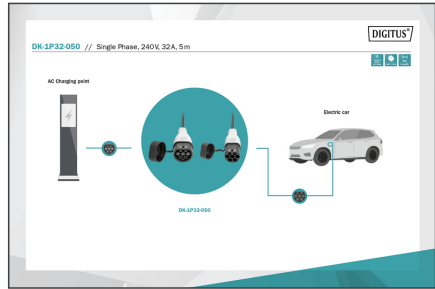 DIGITUS®
DK-1P32-050 // Single Phase, 240V, 32A, 5m
AC Charging point
Electric car
DK-1P32-050